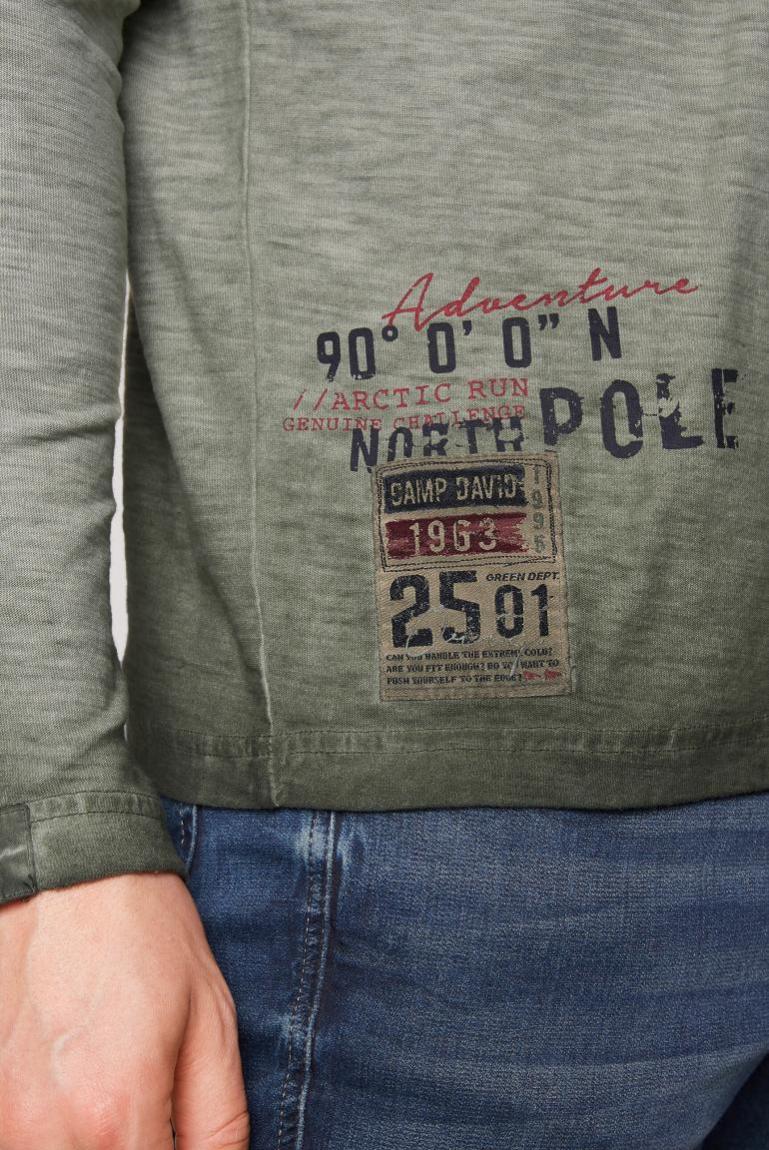 Adventure
90° 0' 0” N
//ARCTIC RUN
GENUINE CHALLENGE
NORTH POLE
CAMP DAVID
1995
1963
GREEN DEPT.
25 01
CAN YOU HANDLE THE EXTREME COLD?
ARE YOU FIT ENOUGH? DO YOU WANT TO
PUSH YOURSELF TO THE EDGE?